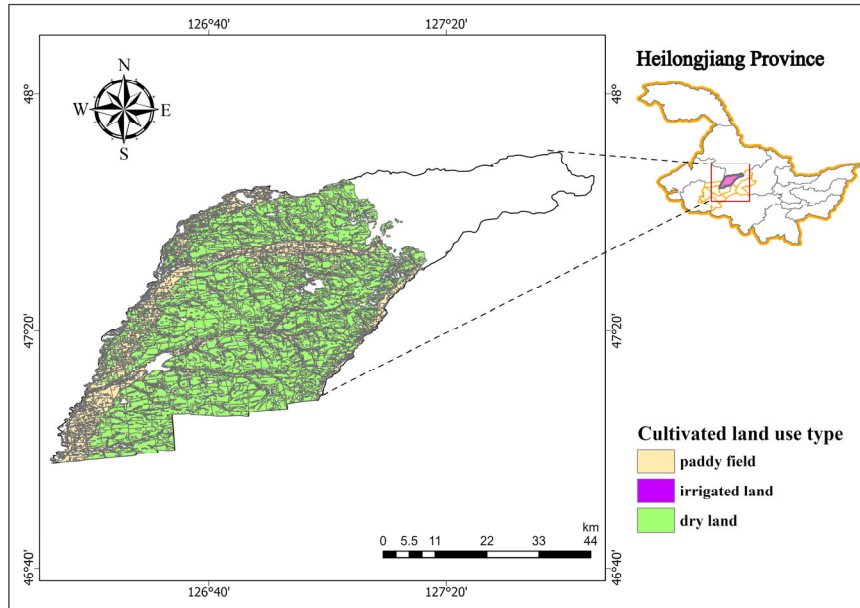 126°40'
127°20'
Heilongjiang Province
N
W
E
S
48°
48°
47°20'
47°20'
Cultivated land use type
paddy field
irrigated land
dry land
km
0 5.5 11 22 33 44
46°40'
46°40'
126°40'
127°20'